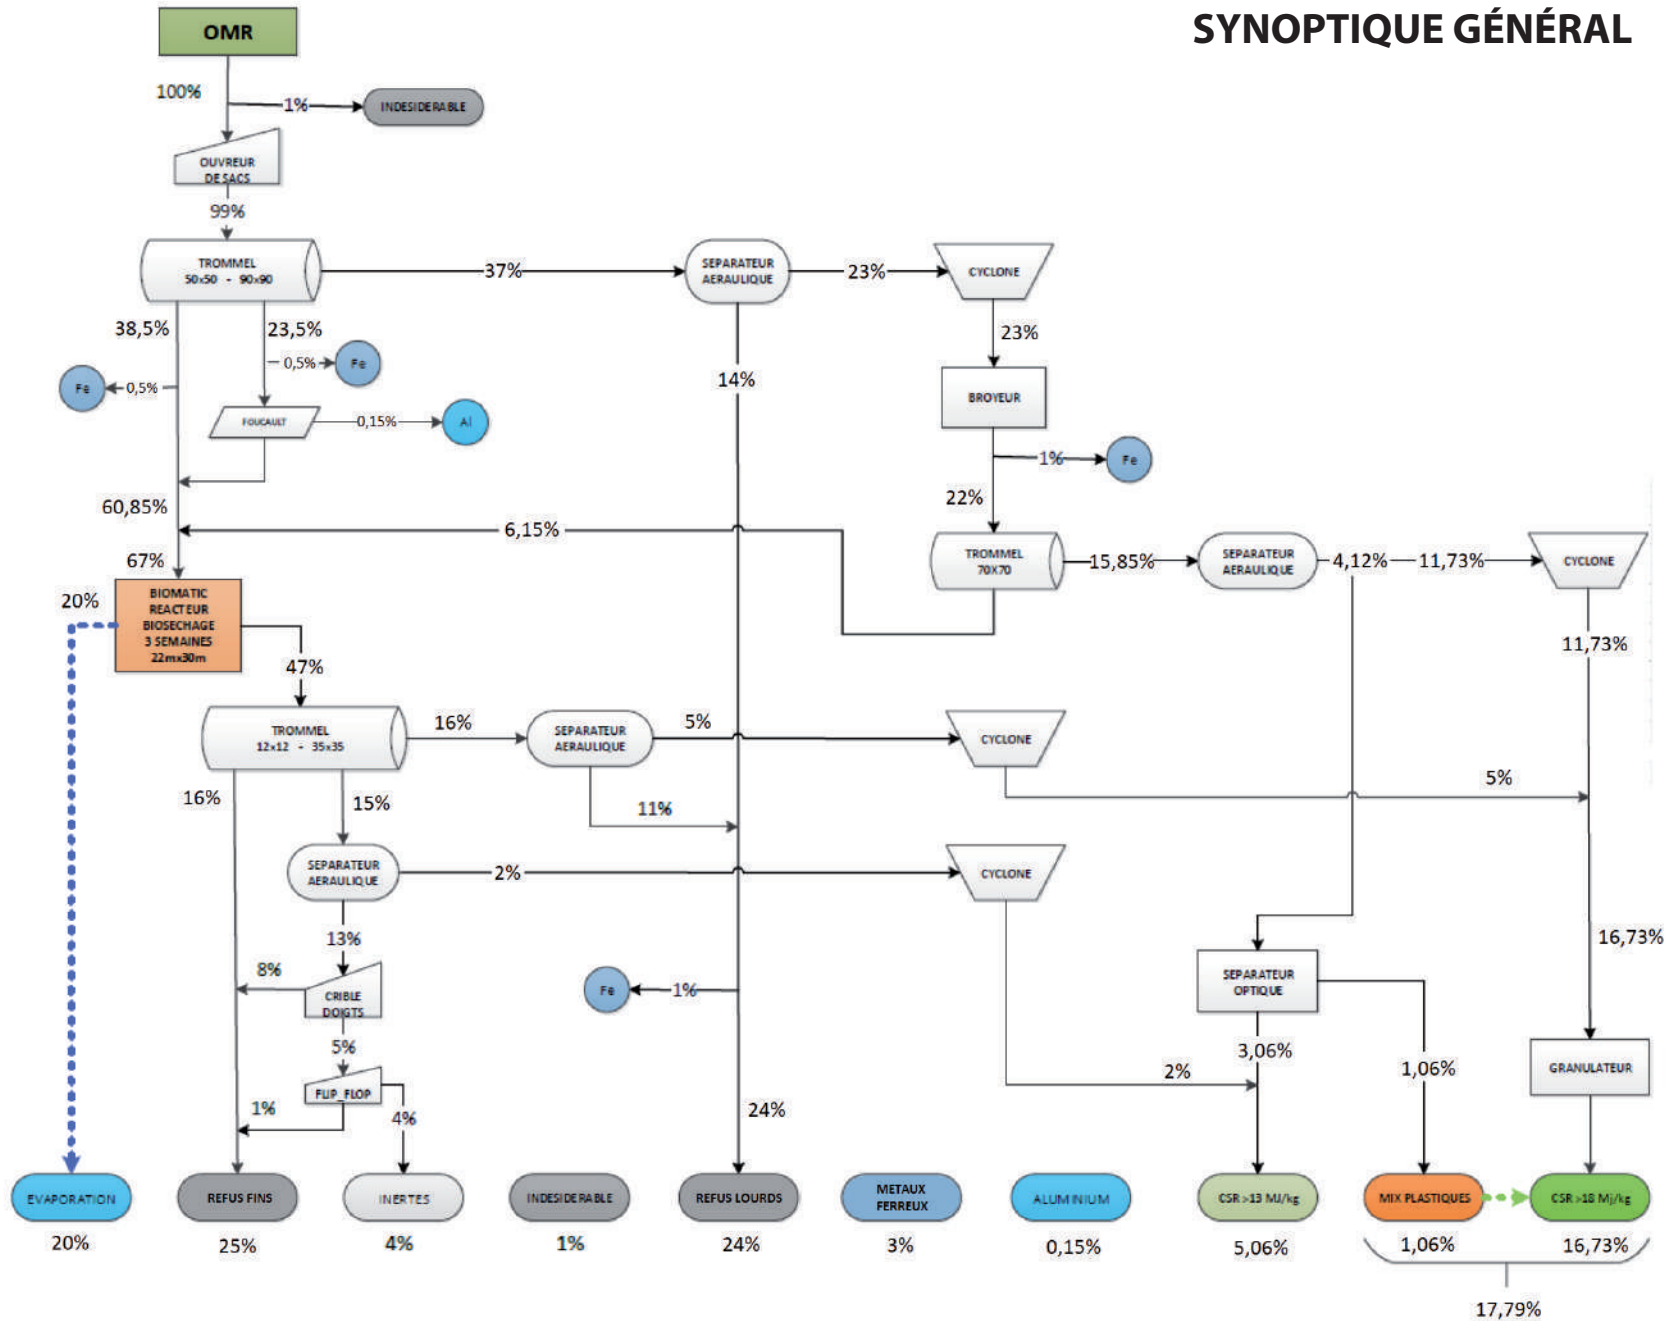 SYNOPTIQUE GÉNÉRAL
OMR
100%
1%
INDESIDERABLE
OUVREUR
DE SACS
99%
TROMMEL
50x50 - 90x90
37%
SEPARATEUR
AERAULIQUE
23%
CYCLONE
38,5%
23,5%
23%
Fe
0,5%
0,5%
Fe
14%
BROYEUR
FOUCAULT
0,15%
Al
1%
Fe
60,85%
22%
6,15%
67%
TROMMEL
70X70
15,85%
SEPARATEUR
AERAULIQUE
4,12%
11,73%
CYCLONE
20%
BIOMATIC
REACTEUR
BIOSECHAGE
3 SEMAINES
22mx30m
47%
11,73%
TROMMEL
12x12 - 35x35
16%
SEPARATEUR
AERAULIQUE
5%
CYCLONE
16%
15%
11%
5%
SEPARATEUR
AERAULIQUE
2%
CYCLONE
13%
16,73%
8%
CRIBLE
DOIGTS
Fe
1%
SEPARATEUR
OPTIQUE
5%
3,06%
1,06%
GRANULATEUR
FLIP_FLOP
2%
1%
4%
24%
EVAPORATION
REFUS FINS
INERTES
INDESIDERABLE
REFUS LOURDS
METAUX
FERREUX
ALUMINIUM
CSR >13 MJ/kg
MIX PLASTIQUES
CSR >18 Mj/kg
20%
25%
4%
1%
24%
3%
0,15%
5,06%
1,06%
16,73%
17,79%